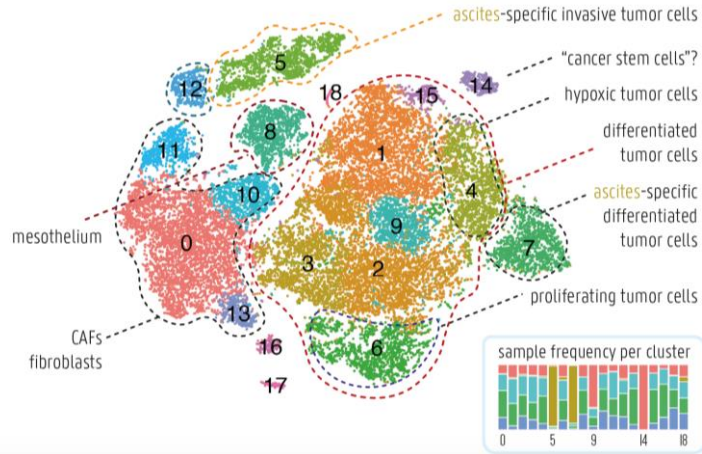 ascites-specific invasive tumor cells
"cancer stem cells"?
hypoxic tumor cells
differentiated
tumor cells
ascites-specific
differentiated
tumor cells
proliferating tumor cells
mesothelium
CAFs
fibroblasts
5
12
18
15
14
8
1
11
10
4
9
0
7
3
2
13
16
6
17
sample frequency per cluster
0 5 9 14 18